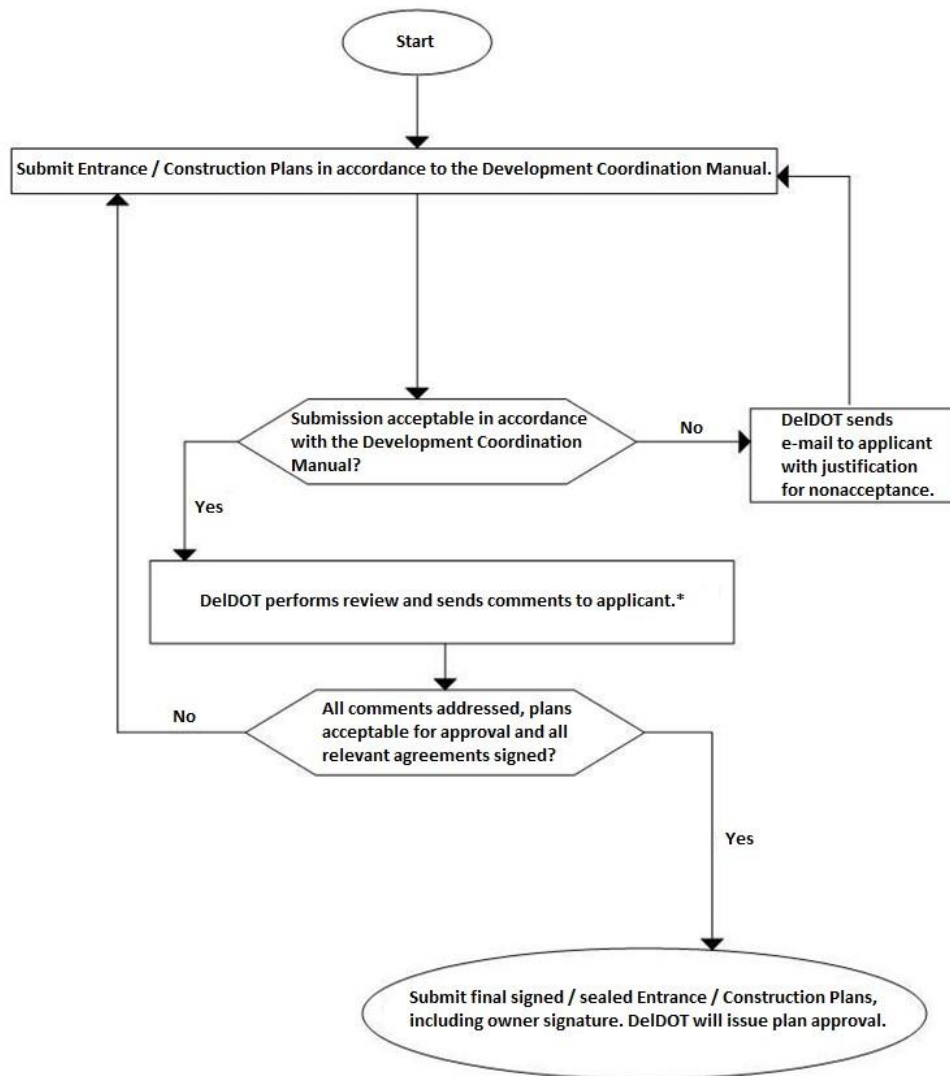 Start
Submit Entrance / Construction Plans in accordance to the Development Coordination Manual.
Submission acceptable in accordance
with the Development Coordination
Manual?
No
DelDOT sends
e-mail to applicant
with justification
for nonacceptance.
Yes
DelDOT performs review and sends comments to applicant.*
All comments addressed, plans
acceptable for approval and all
relevant agreements signed?
No
Yes
Submit final signed / sealed Entrance / Construction Plans,
including owner signature. DelDOT will issue plan approval.